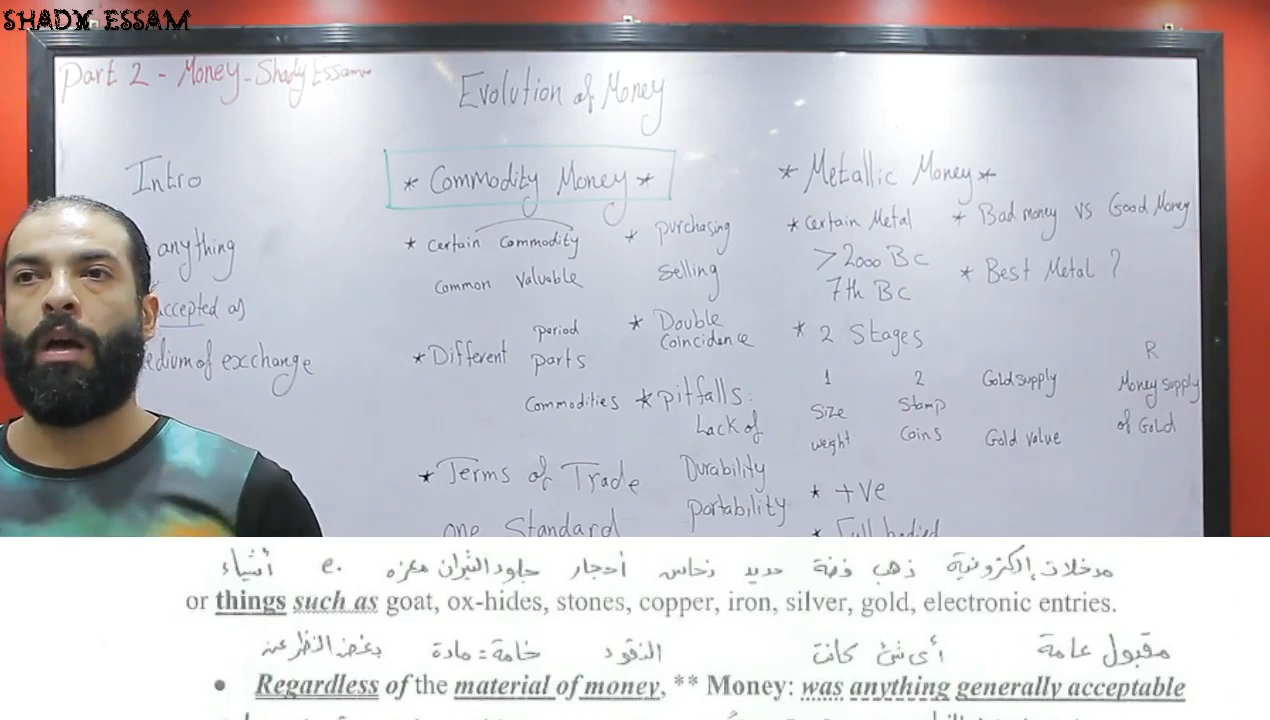 SHADY ESSAM
Part 2 - Money - Shady Essam
Evolution of Money
Intro
anything
accepted as
medium of exchange
* Commodity Money *
* Certain Commodity
Common Valuable
* Different period
parts
Commodities
* Terms of Trade
one Standard
* purchasing
Selling
* Double
Coincidence
* pitfalls:
Lack of
Durability
portability
* Metallic Money *
* Certain Metal
> 2000 BC
7th BC
* 2 Stages
1 2
Size Stamp
weight Coins
* +ve
* Full bodied
* Bad money vs Good Money
* Best Metal ?
Gold supply
Gold value
R
Money supply
of Gold
أشياء e. معزه جلود الثيران أحجار نحاس حديد فضة ذهب مدخلات إلكترونية
or things such as goat, ox-hides, stones, copper, iron, silver, gold, electronic entries.
بغض النظر عن خامة = مادة النقود أى شئ كانت مقبول عامة
• Regardless of the material of money, ** Money: was anything generally acceptable